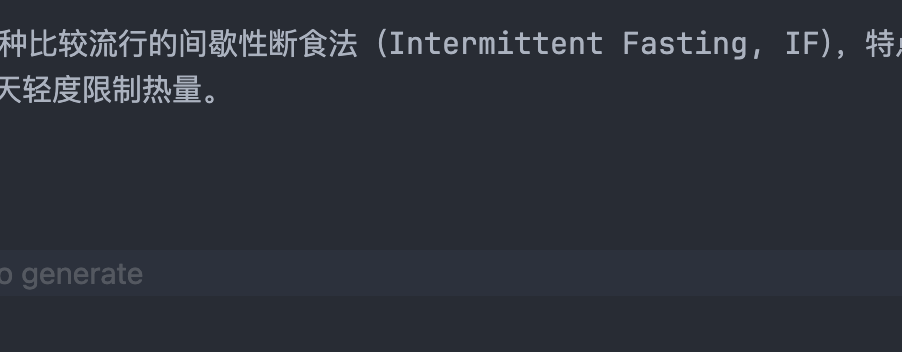 种比较流行的间歇性断食法（Intermittent Fasting, IF），特
天轻度限制热量。
o generate